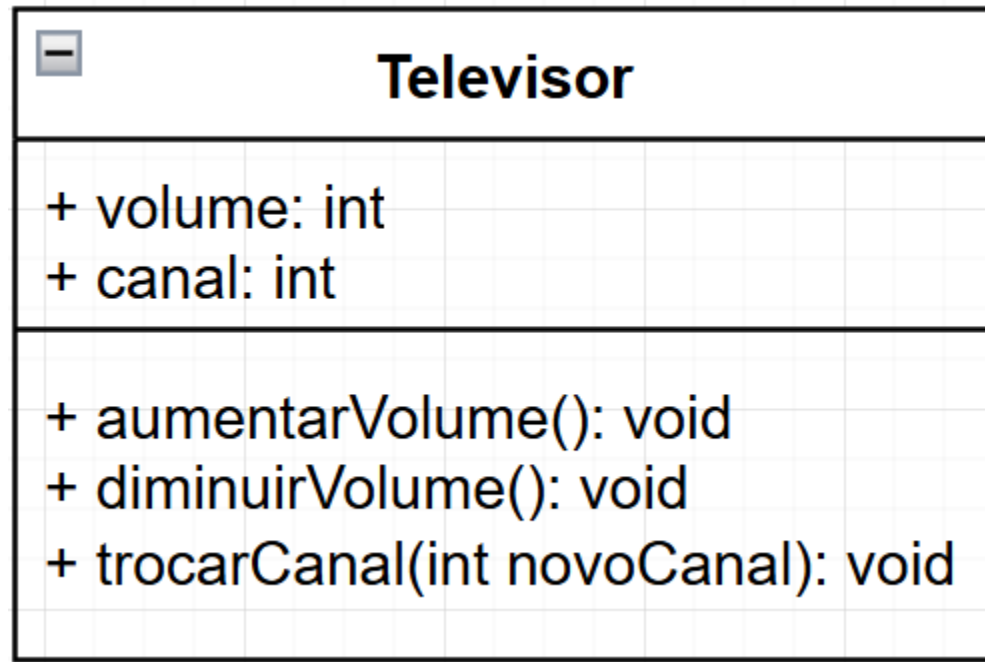 Televisor
+ volume: int
+ canal: int
+ aumentarVolume(): void
+ diminuirVolume(): void
+ trocarCanal(int novoCanal): void